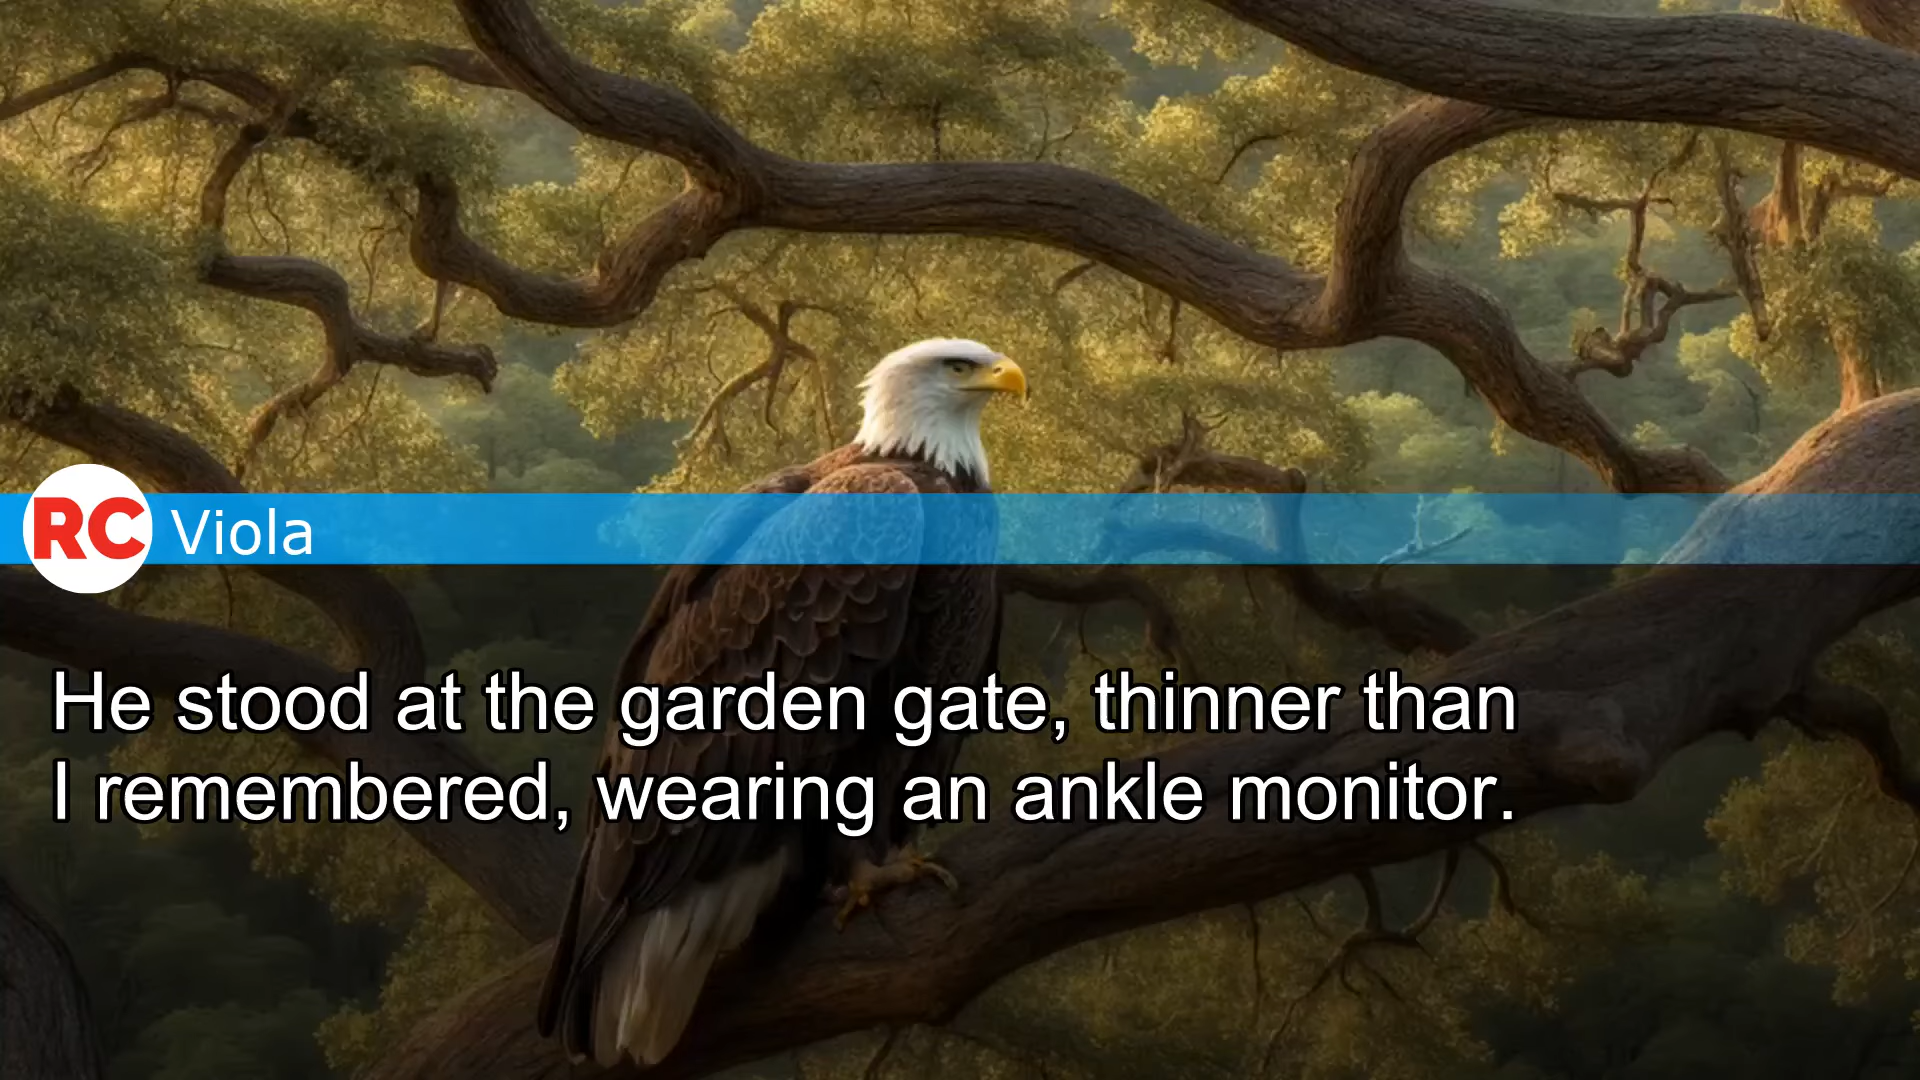 RC Viola
He stood at the garden gate, thinner than
I remembered, wearing an ankle monitor.